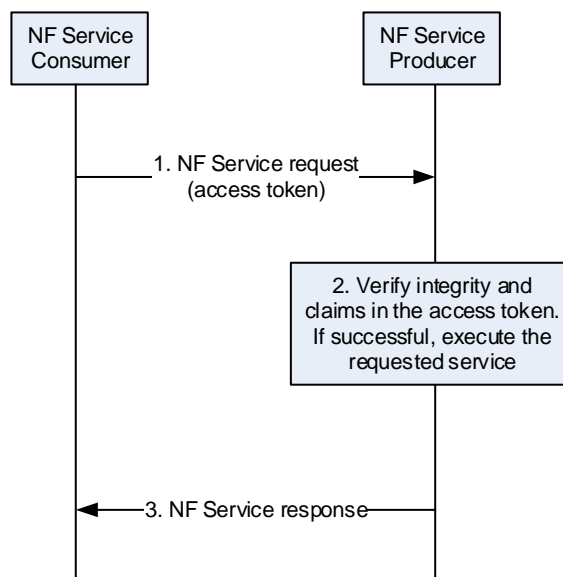 NF Service
Consumer
NF Service
Producer
1. NF Service request
(access token)
2. Verify integrity and
claims in the access token.
If successful, execute the
requested service
3. NF Service response